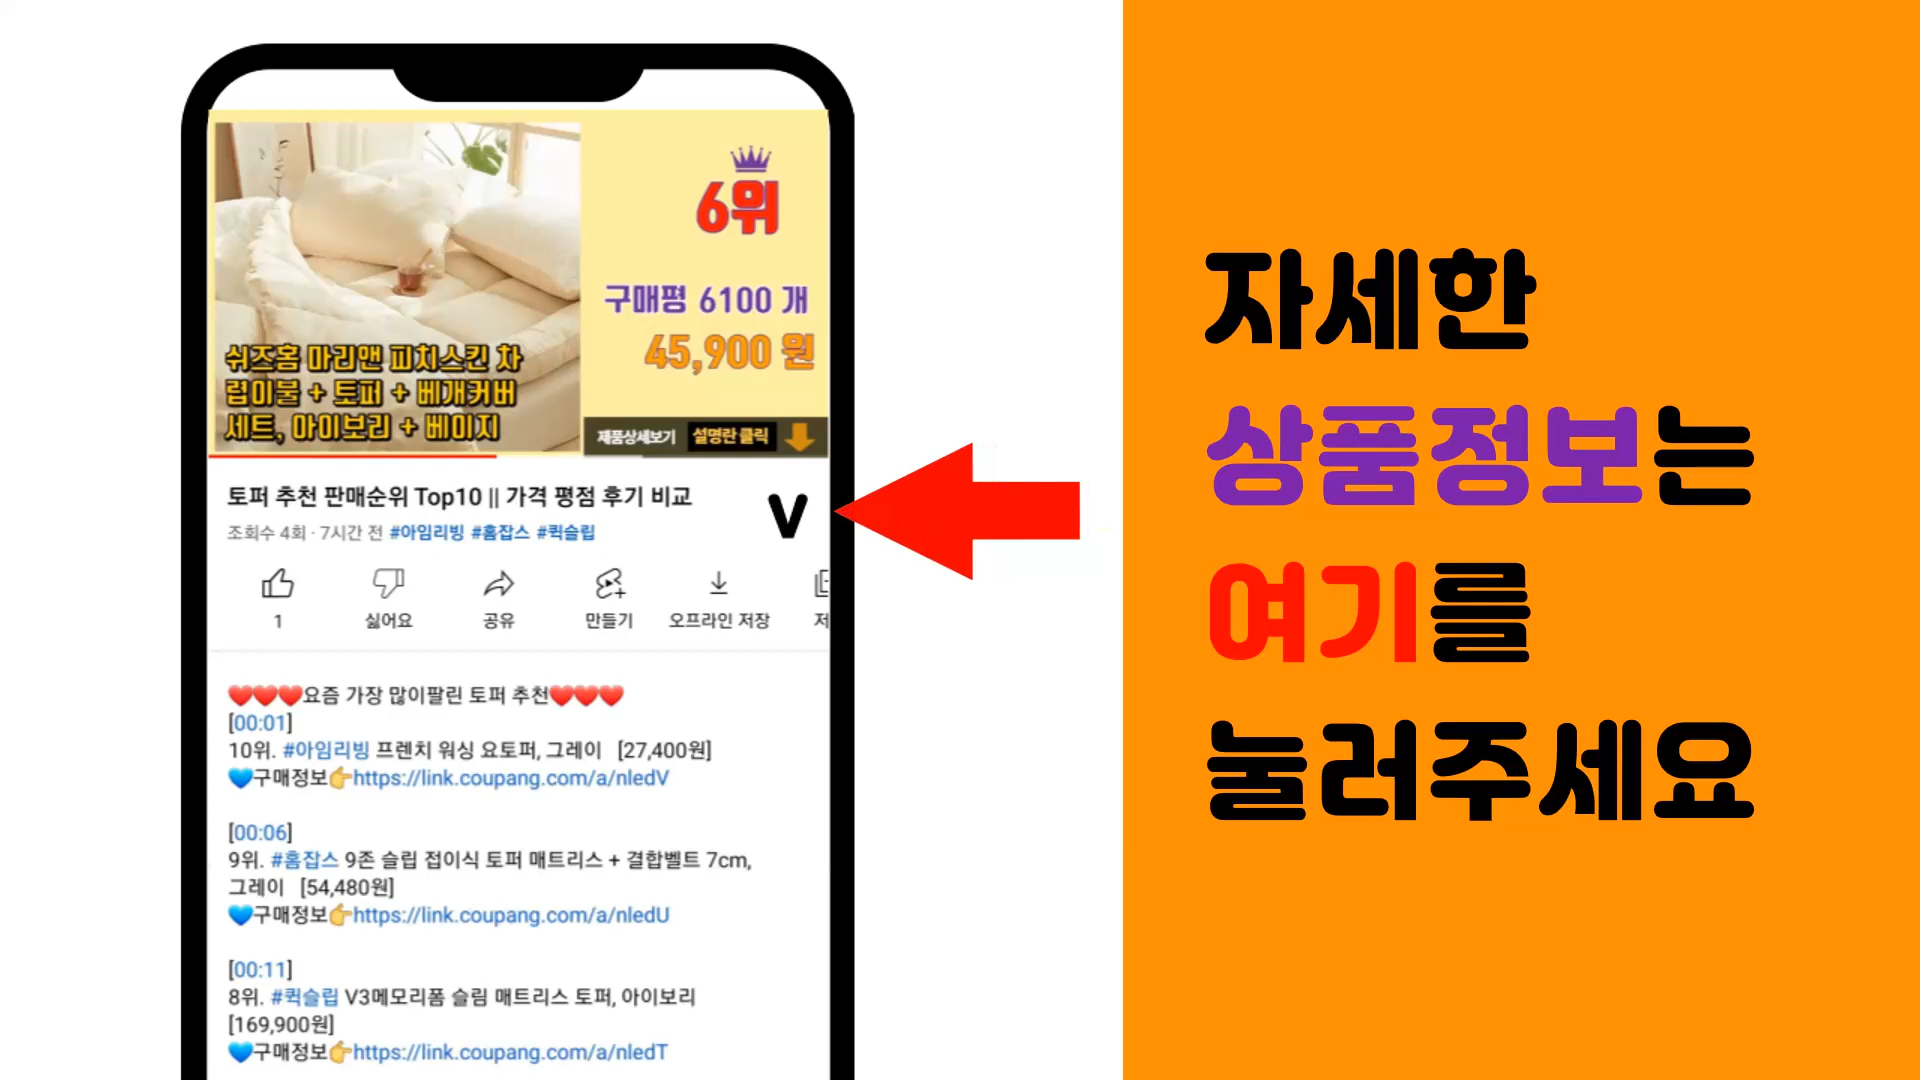 6위
구매평 6100 개
45,900 원
쉬즈홈 마리앤 피치스킨 차
렵이불 + 토퍼 + 베개커버
세트, 아이보리 + 베이지
제품상세보기 설명란 클릭
토퍼 추천 판매순위 Top10 || 가격 평점 후기 비교
조회수 4회 · 7시간 전 #아임리빙 #홈잡스 #퀵슬립
V
1 싫어요 공유 만들기 오프라인 저장 저
❤️❤️❤️요즘 가장 많이팔린 토퍼 추천❤️❤️❤️
[00:01]
10위. #아임리빙 프렌치 워싱 요토퍼, 그레이 [27,400원]
💙구매정보👉https://link.coupang.com/a/nledV
[00:06]
9위. #홈잡스 9존 슬립 접이식 토퍼 매트리스 + 결합벨트 7cm,
그레이 [54,480원]
💙구매정보👉https://link.coupang.com/a/nledU
[00:11]
8위. #퀵슬립 V3메모리폼 슬림 매트리스 토퍼, 아이보리
[169,900원]
💙구매정보👉https://link.coupang.com/a/nledT
자세한
상품정보는
여기를
눌러주세요